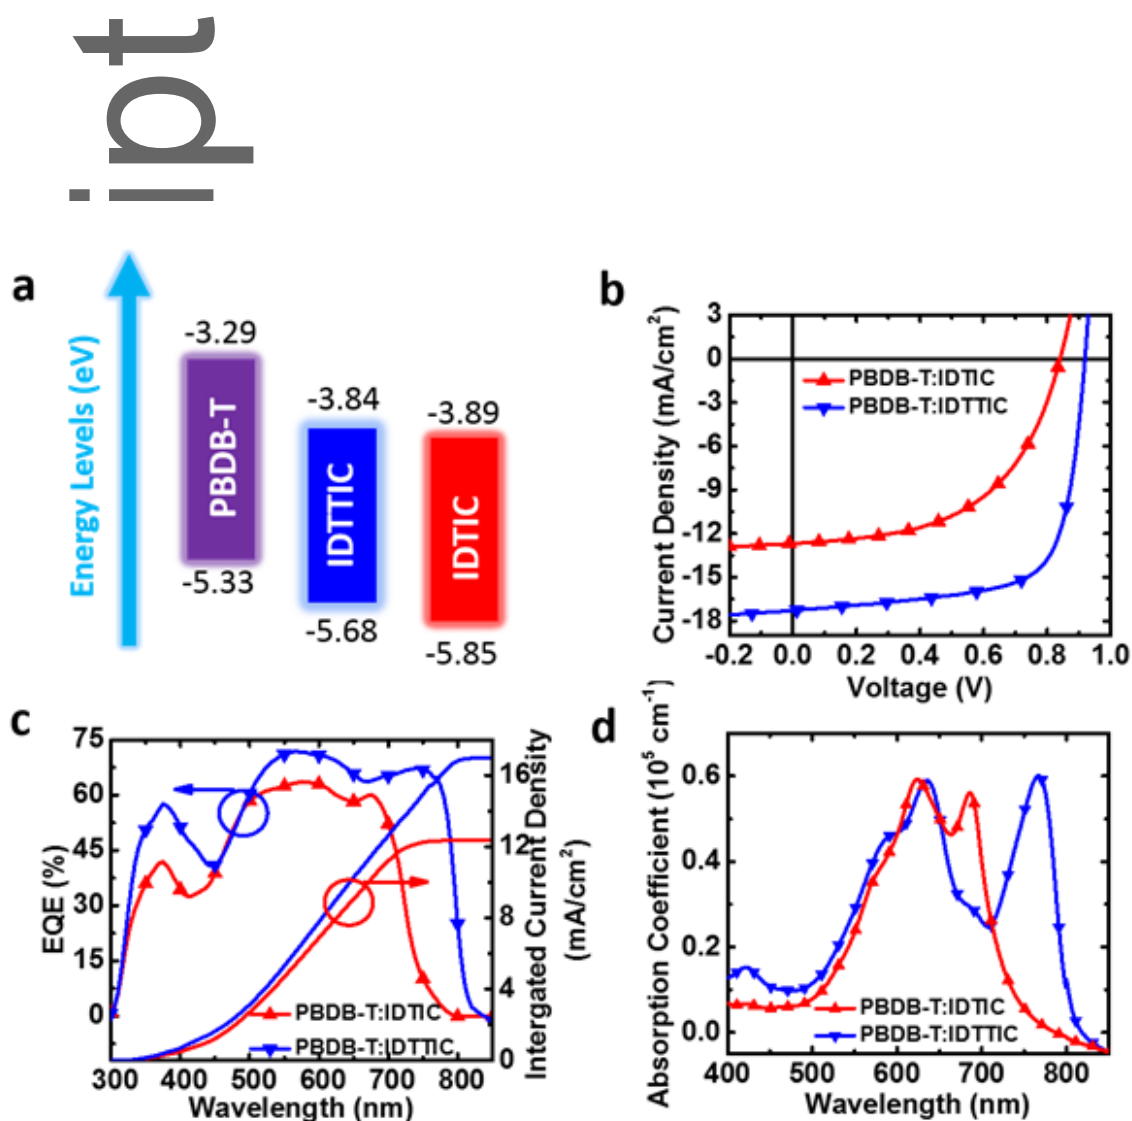 ipt
a
Energy Levels (eV)
-3.29
PBDB-T
-5.33
-3.84
IDTTIC
-5.68
-3.89
IDTIC
-5.85
b
Current Density (mA/cm²)
3
0
-3
-6
-9
-12
-15
-18
PBDB-T:IDTIC
PBDB-T:IDTTIC
-0.2 0.0 0.2 0.4 0.6 0.8 1.0
Voltage (V)
c
EQE (%)
75
60
45
30
15
0
16
12
8
4
0
Intergated Current Density
(mA/cm²)
PBDB-T:IDTIC
PBDB-T:IDTTIC
300 400 500 600 700 800
Wavelength (nm)
d
Absorption Coefficient (10⁵ cm⁻¹)
0.6
0.4
0.2
0.0
PBDB-T:IDTIC
PBDB-T:IDTTIC
400 500 600 700 800
Wavelength (nm)